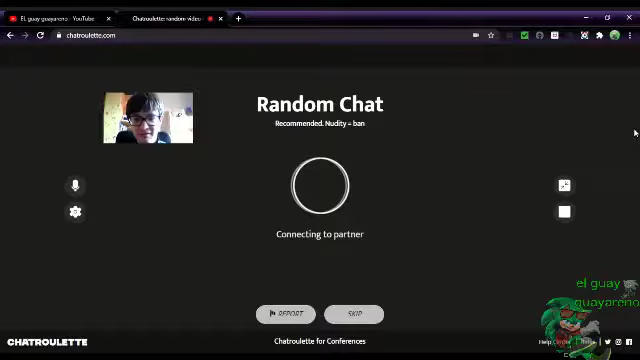 EL guay guayareno - YouTube
Chatroulette: random video
chatroulette.com
Random Chat
Recommended. Nudity = ban
Connecting to partner
REPORT
SKIP
el guay
guayareno
CHATROULETTE
Chatroulette for Conferences
Help